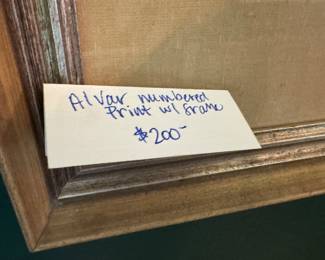 Alvar numbered
Print w/ Frame
$200-